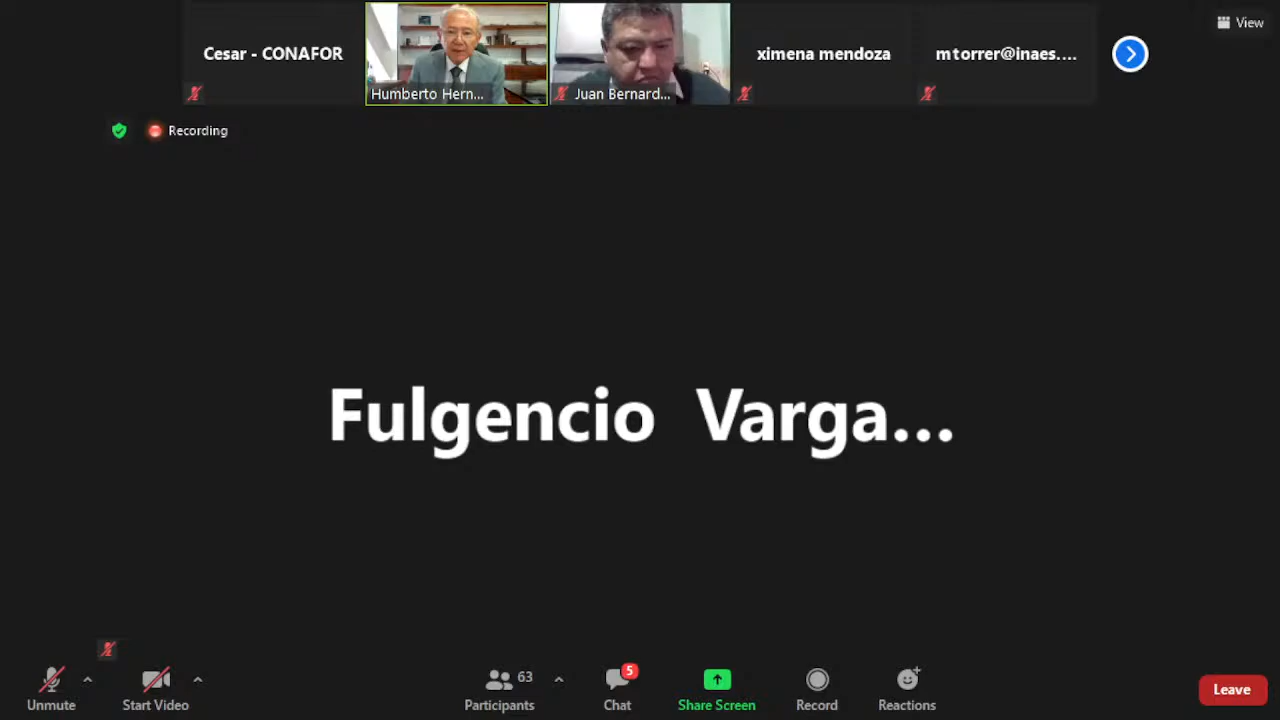 View
Cesar - CONAFOR
Humberto Hern...
Juan Bernard...
ximena mendoza
mtorrer@inaes....
Recording
Fulgencio Varga...
Unmute
Start Video
63
Participants
5
Chat
Share Screen
Record
Reactions
Leave